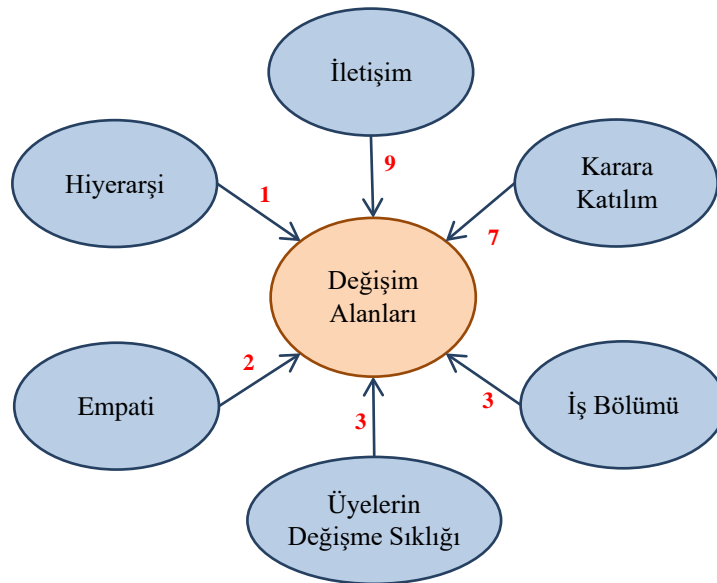 İletişim
9
Hiyerarşi
1
Karara
Katılım
7
Değişim
Alanları
Empati
2
Üyelerin
Değişme Sıklığı
3
İş Bölümü
3